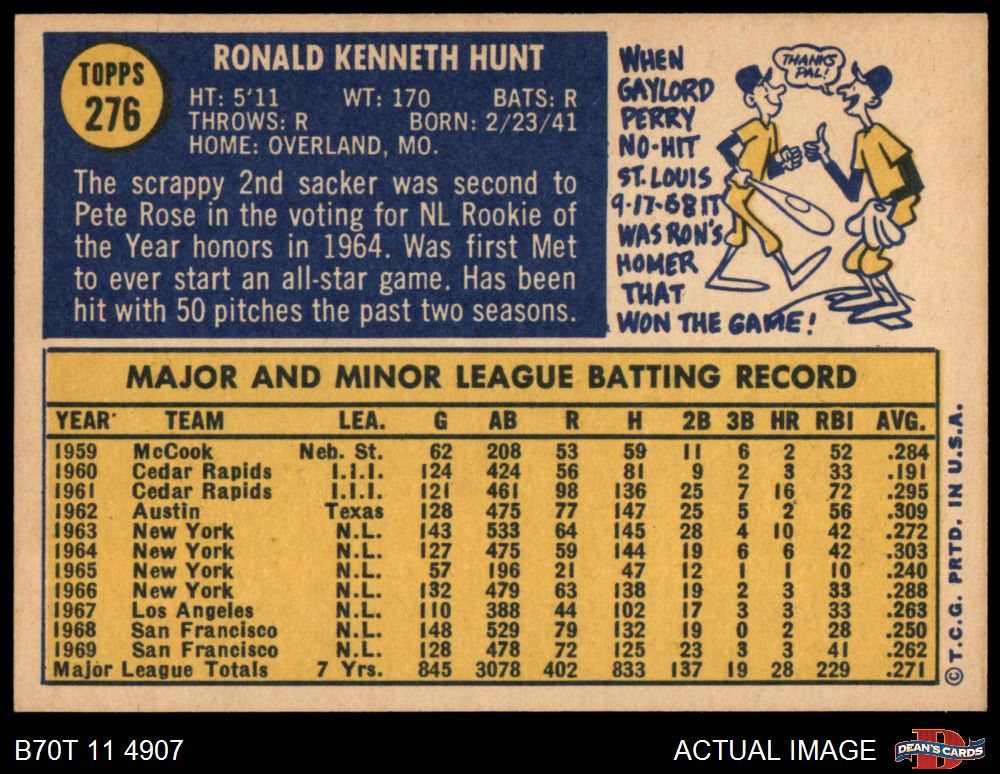 TOPPS
276
RONALD KENNETH HUNT
HT: 5'11 WT: 170 BATS: R
THROWS: R BORN: 2/23/41
HOME: OVERLAND, MO.
The scrappy 2nd sacker was second to
Pete Rose in the voting for NL Rookie of
the Year honors in 1964. Was first Met
to ever start an all-star game. Has been
hit with 50 pitches the past two seasons.
WHEN
GAYLORD
PERRY
NO-HIT
ST. LOUIS
9-17-68 IT
WAS RON'S
HOMER
THAT
WON THE GAME!
THANKS
PAL!
MAJOR AND MINOR LEAGUE BATTING RECORD
YEAR TEAM LEA. G AB R H 2B 3B HR RBI AVG.
1959 McCook Neb. St. 62 208 53 59 11 6 2 52 .284
1960 Cedar Rapids I.I.I. 124 424 56 81 9 2 3 33 .191
1961 Cedar Rapids I.I.I. 121 461 98 136 25 7 16 72 .295
1962 Austin Texas 128 475 77 147 25 5 2 56 .309
1963 New York N.L. 143 533 64 145 28 4 10 42 .272
1964 New York N.L. 127 475 59 144 19 6 6 42 .303
1965 New York N.L. 57 196 21 47 12 1 1 10 .240
1966 New York N.L. 132 479 63 138 19 2 3 33 .288
1967 Los Angeles N.L. 110 388 44 102 17 3 3 33 .263
1968 San Francisco N.L. 148 529 79 132 19 0 2 28 .250
1969 San Francisco N.L. 128 478 72 125 23 3 3 41 .262
Major League Totals 7 Yrs. 845 3078 402 833 137 19 28 229 .271
© T.C.G. PRTD. IN U.S.A.
B70T 11 4907
ACTUAL IMAGE
D
DEAN'S CARDS